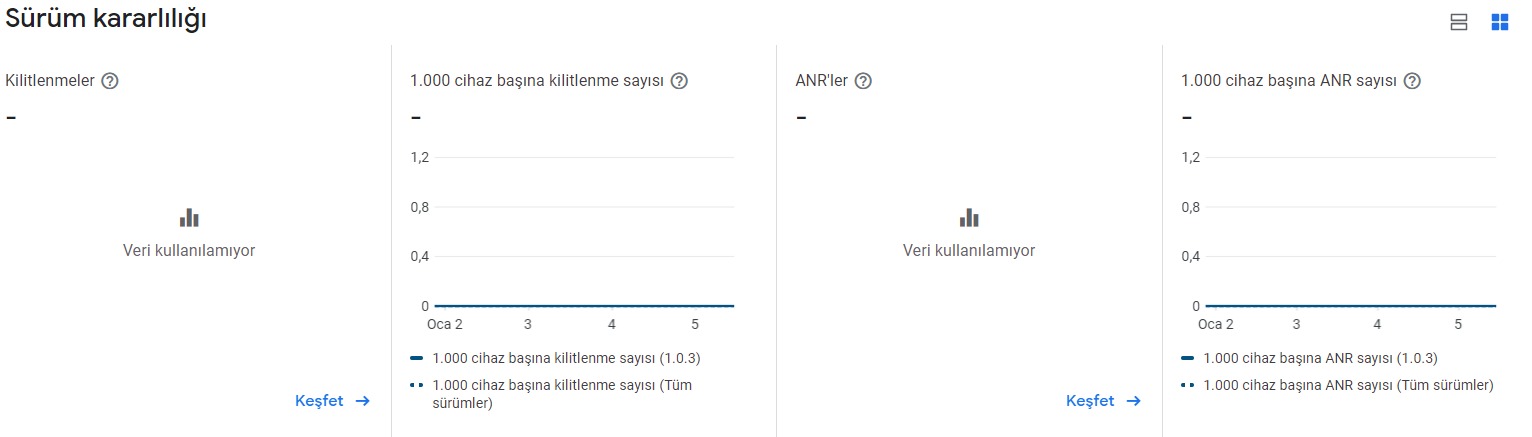 Sürüm kararlılığı
Kilitlenmeler
-
Veri kullanılamıyor
Keşfet
1.000 cihaz başına kilitlenme sayısı
-
1,2
0,8
0,4
0
Oca 2 3 4 5
1.000 cihaz başına kilitlenme sayısı (1.0.3)
1.000 cihaz başına kilitlenme sayısı (Tüm
sürümler)
ANR'ler
-
Veri kullanılamıyor
Keşfet
1.000 cihaz başına ANR sayısı
-
1,2
0,8
0,4
0
Oca 2 3 4 5
1.000 cihaz başına ANR sayısı (1.0.3)
1.000 cihaz başına ANR sayısı (Tüm sürümler)